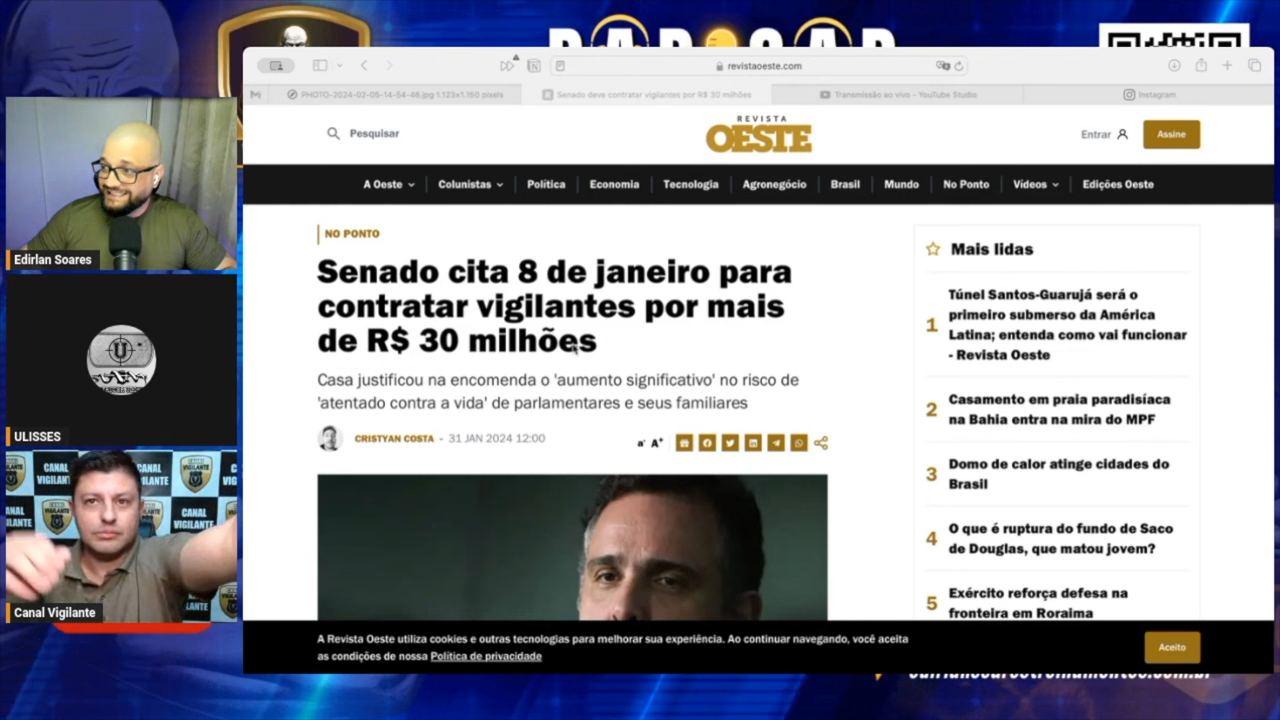 revistaoeste.com
PHOTO-2024-02-05-14-54-46.jpg 1.123×1.150 pixels
Senado deve contratar vigilantes por R$ 30 milhões
Transmissão ao vivo – YouTube Studio
Instagram
Pesquisar
REVISTA
OESTE
Entrar
Assine
A Oeste
Colunistas
Política
Economia
Tecnologia
Agronegócio
Brasil
Mundo
No Ponto
Vídeos
Edições Oeste
NO PONTO
Senado cita 8 de janeiro para
contratar vigilantes por mais
de R$ 30 milhões
Casa justificou na encomenda o 'aumento significativo' no risco de
'atentado contra a vida' de parlamentares e seus familiares
CRISTYAN COSTA - 31 JAN 2024 12:00
a- A+
Mais lidas
1
Túnel Santos-Guarujá será o
primeiro submerso da América
Latina; entenda como vai funcionar
- Revista Oeste
2
Casamento em praia paradisíaca
na Bahia entra na mira do MPF
3
Domo de calor atinge cidades do
Brasil
4
O que é ruptura do fundo de Saco
de Douglas, que matou jovem?
5
Exército reforça defesa na
fronteira em Roraima
A Revista Oeste utiliza cookies e outras tecnologias para melhorar sua experiência. Ao continuar navegando, você aceita
as condições de nossa Política de privacidade
Aceito
Edirlan Soares
U
ULISSES
CANAL
VIGILANTE
CANAL
VIGILANTE
Canal Vigilante